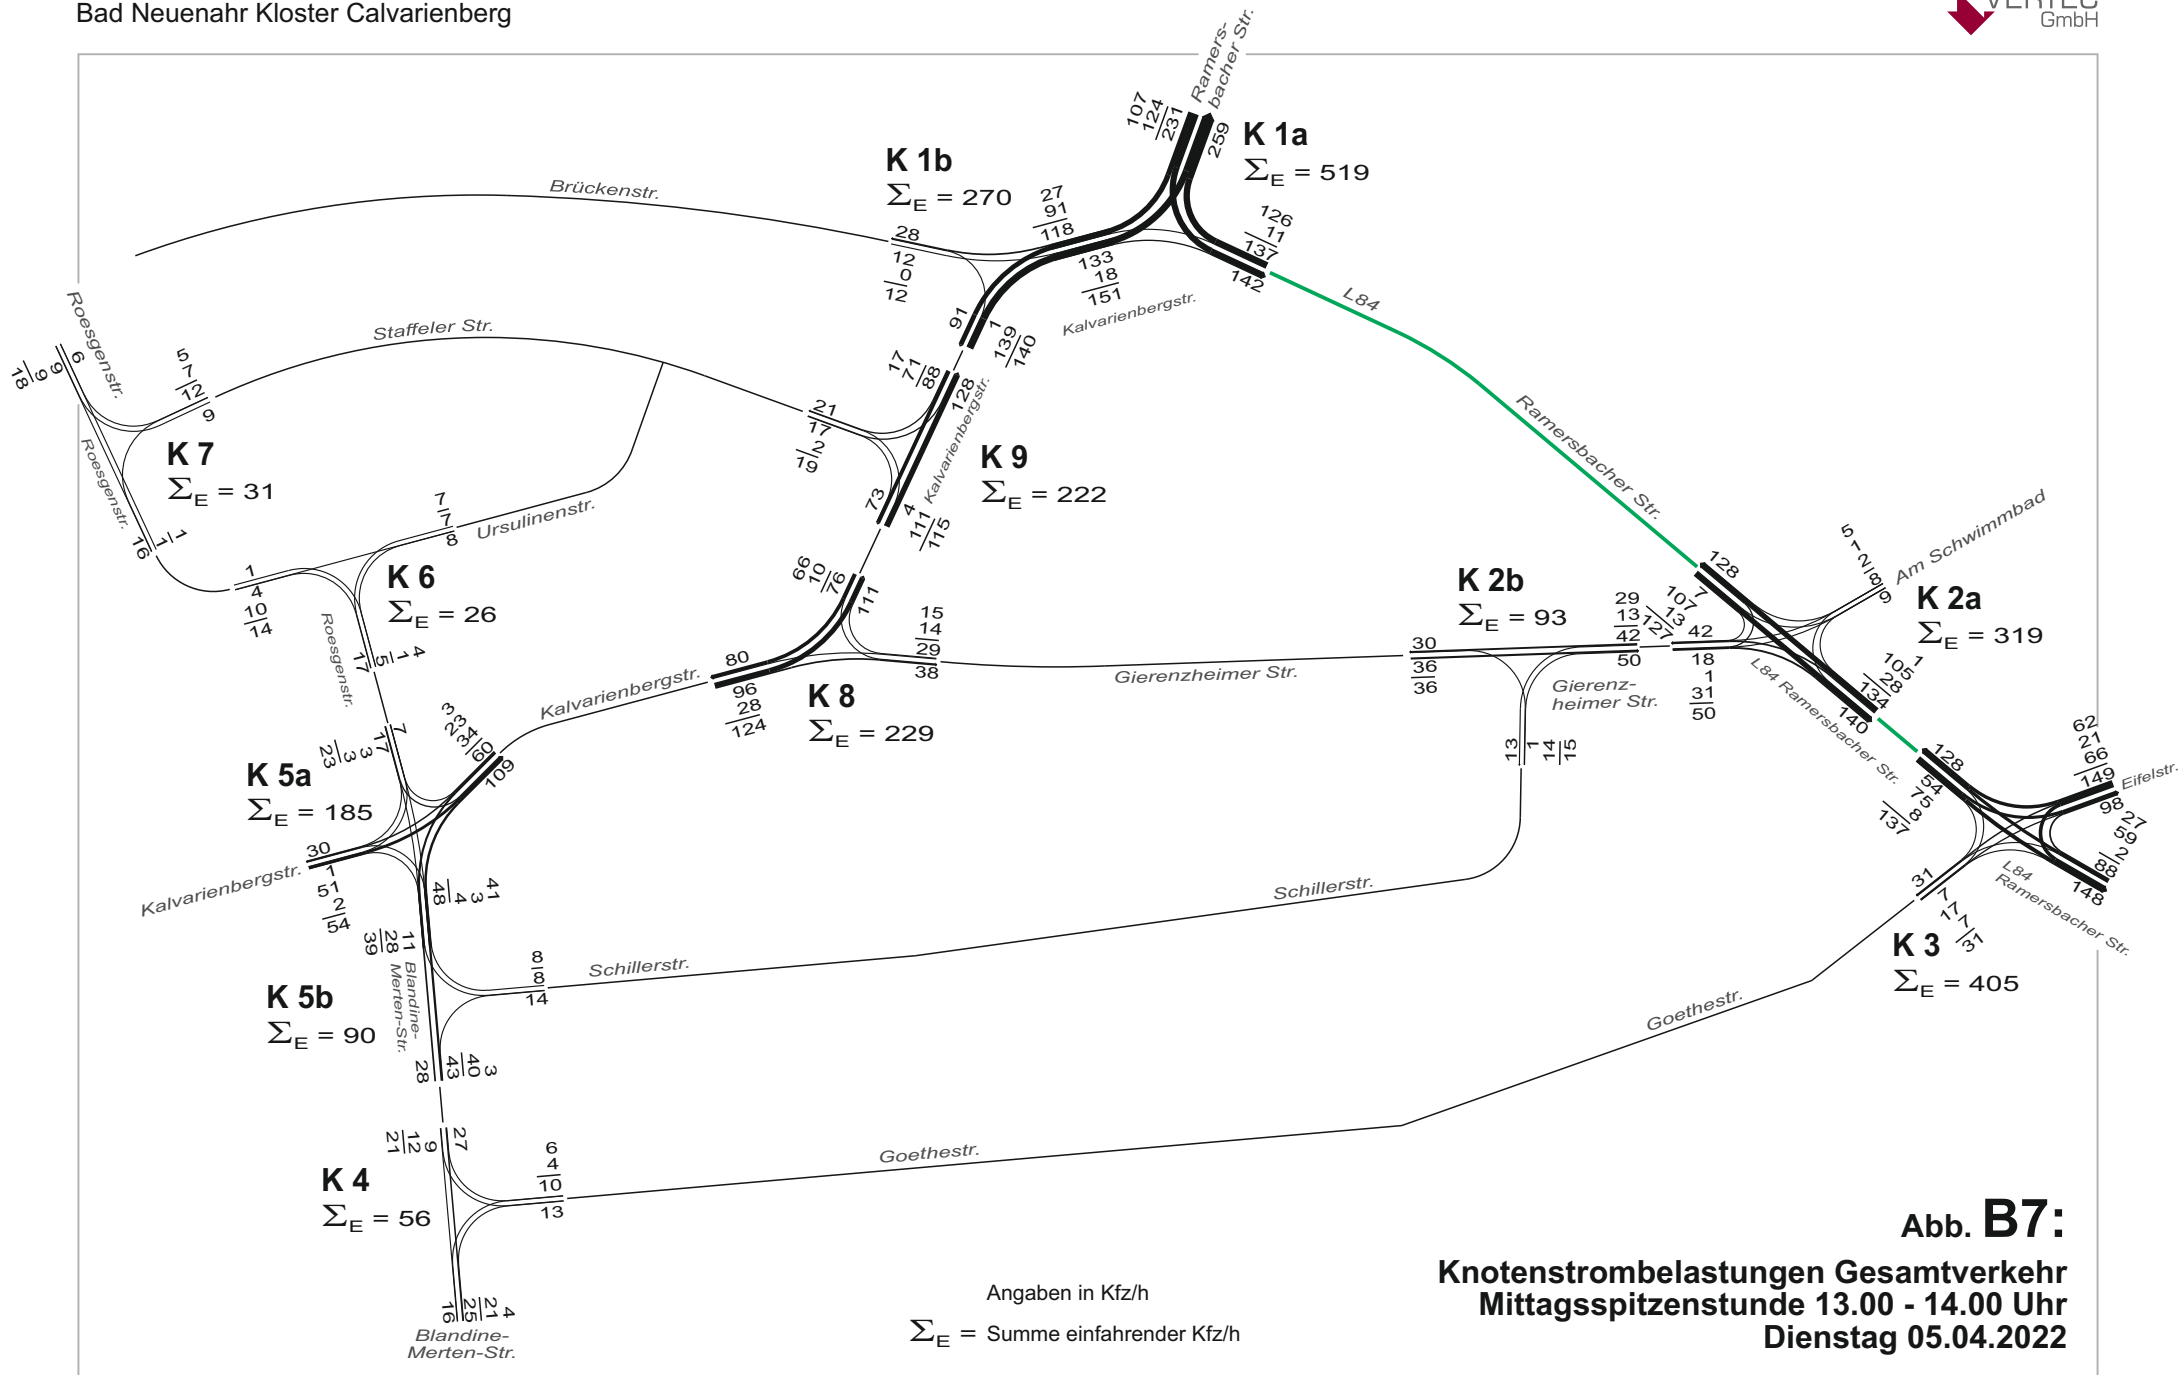 Bad Neuenahr Kloster Calvarienberg
VERTEC
GmbH
Ramers-
bacher Str.
107
124
231
259
K 1a
ΣE = 519
K 1b
ΣE = 270
Brückenstr.
28
12
0
12
27
91
118
133
18
151
126
11
137
142
Kalvarienbergstr.
91
1
139
140
L84
Ramersbacher Str.
Roesgenstr.
18
9
9
6
Staffeler Str.
5
7
12
9
K 7
ΣE = 31
Roesgenstr.
16
1
1
17
71
88
128
21
17
2
19
Kalvarienbergstr.
K 9
ΣE = 222
73
4
111
115
7
7
8
Ursulinenstr.
1
4
10
14
K 6
ΣE = 26
Roesgenstr.
17
5
1
4
66
10
76
111
15
14
29
38
80
96
28
124
K 8
ΣE = 229
Kalvarienbergstr.
Gierenzheimer Str.
K 2b
ΣE = 93
30
36
36
29
13
42
50
Gierenz-
heimer Str.
13
1
14
15
128
7
107
13
127
42
18
1
31
50
5
1
2
8
9
Am Schwimmbad
K 2a
ΣE = 319
1
105
28
134
140
L84 Ramersbacher Str.
128
54
75
8
137
62
21
66
149
98
Eifelstr.
27
59
2
88
148
L84
Ramersbacher Str.
31
7
17
7
31
K 3
ΣE = 405
7
17
3
3
23
3
23
34
60
109
K 5a
ΣE = 185
30
1
51
2
54
Kalvarienbergstr.
48
4
3
41
39
28
11
Blandine-
Merten-Str.
8
8
14
Schillerstr.
Schillerstr.
K 5b
ΣE = 90
28
43
40
3
Goethestr.
Goethestr.
21
12
9
27
6
4
10
13
K 4
ΣE = 56
16
25
21
4
Blandine-
Merten-Str.
Angaben in Kfz/h
ΣE = Summe einfahrender Kfz/h
Abb. B7:
Knotenstrombelastungen Gesamtverkehr
Mittagsspitzenstunde 13.00 - 14.00 Uhr
Dienstag 05.04.2022